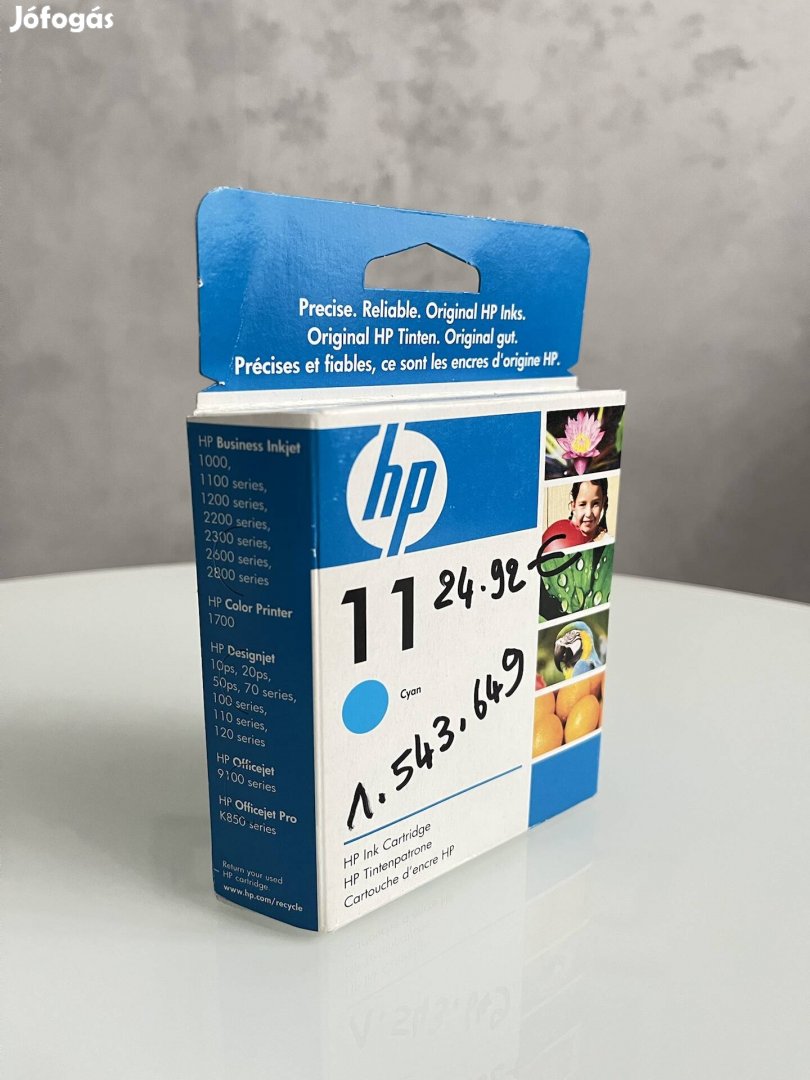 Jófogás
Precise. Reliable. Original HP Inks.
Original HP Tinten. Original gut.
Précises et fiables, ce sont les encres d'origine HP.
HP Business Inkjet
1000,
1100 series,
1200 series,
2200 series,
2300 series,
2600 series,
2800 series
HP Color Printer
1700
HP Designjet
10ps, 20ps,
50ps, 70 series,
100 series,
110 series,
120 series
HP Officejet
9100 series
HP Officejet Pro
K850 series
Return your used
HP cartridge.
www.hp.com/recycle
hp
11 24.92 €
Cyan
1.543.649
HP Ink Cartridge
HP Tintenpatrone
Cartouche d'encre HP